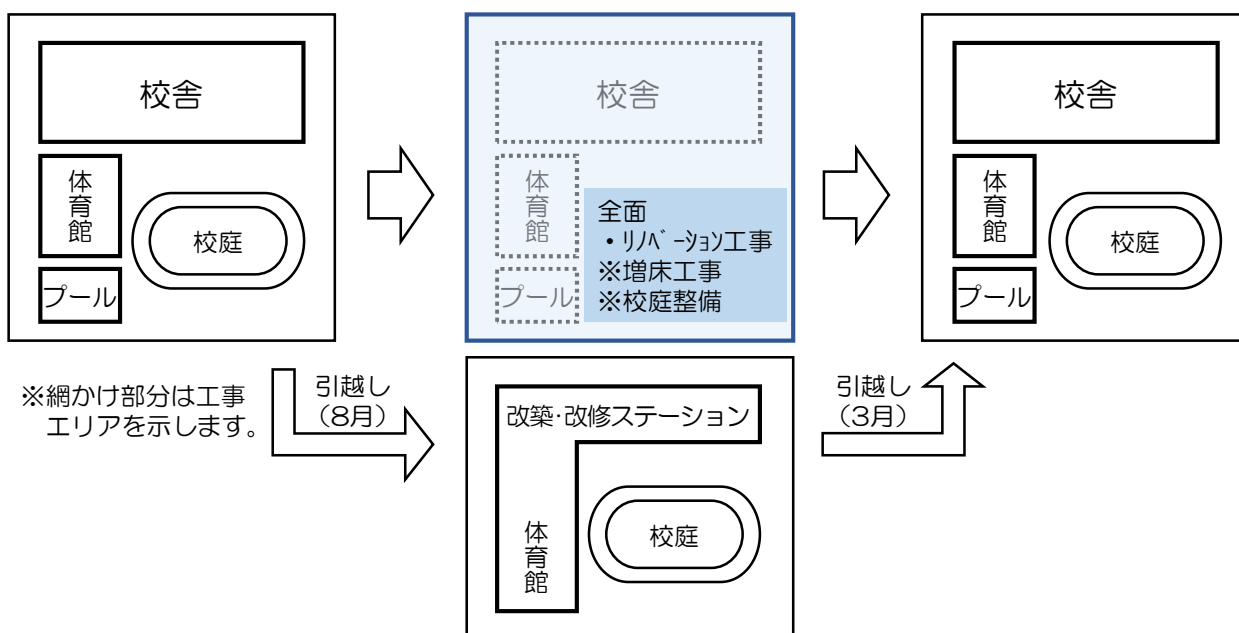 校舎
体育館
校庭
プール
校舎
体育館
全面
・ﾘﾉﾍﾞｰｼｮﾝ工事
※増床工事
※校庭整備
プール
校舎
体育館
校庭
プール
※網かけ部分は工事
エリアを示します。
引越し
（8月）
改築・改修ステーション
体育館
校庭
引越し
（3月）